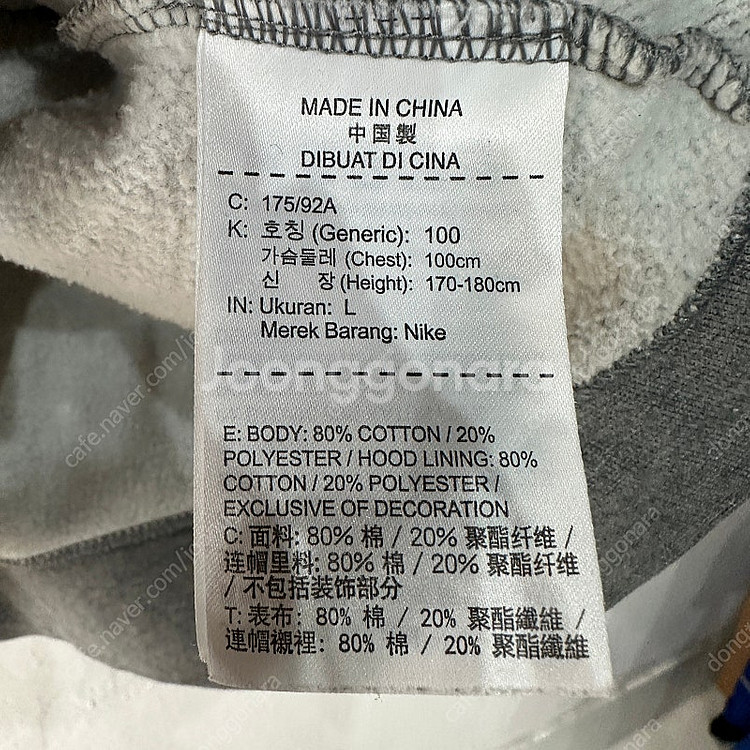 MADE IN CHINA
中国製
DIBUAT DI CINA
C: 175/92A
K: 호칭 (Generic): 100
가슴둘레 (Chest): 100cm
신 장 (Height): 170-180cm
IN: Ukuran: L
Merek Barang: Nike
Joonggonara
E: BODY: 80% COTTON / 20%
POLYESTER / HOOD LINING: 80%
COTTON / 20% POLYESTER /
EXCLUSIVE OF DECORATION
C: 面料: 80% 棉 / 20% 聚酯纤维 /
连帽里料: 80% 棉 / 20% 聚酯纤维
/ 不包括装饰部分
T: 表布: 80% 棉 / 20% 聚酯纖維 /
連帽襯裡: 80% 棉 / 20% 聚酯纖維